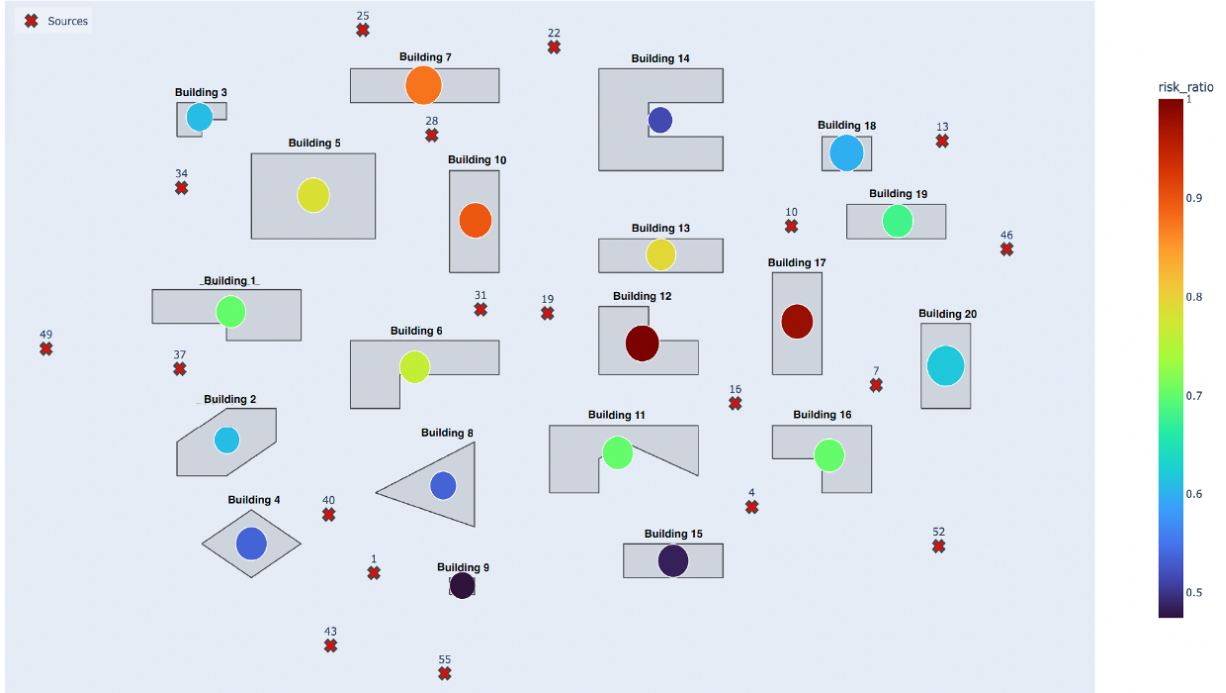 Sources
25
22
Building 7
Building 14
Building 3
28
Building 18
13
Building 5
Building 10
34
Building 19
10
Building 13
46
Building 17
Building 1
31
19
Building 12
Building 20
49
Building 6
37
7
16
Building 2
Building 11
Building 16
Building 8
Building 4
40
4
Building 15
52
1
Building 9
43
55
risk_ratio
1
0.9
0.8
0.7
0.6
0.5